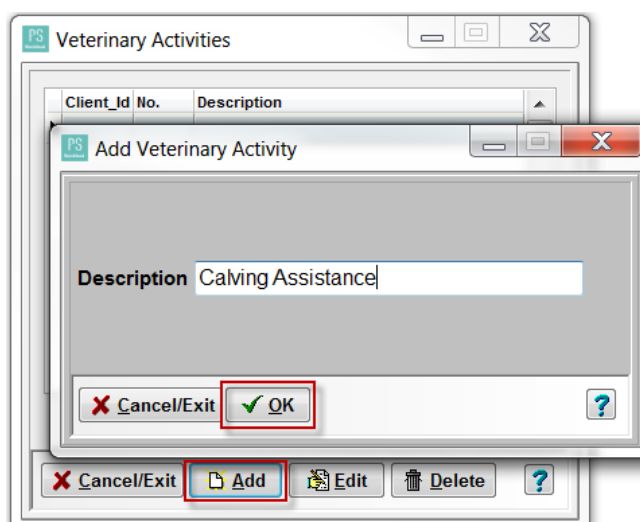 PS
Veterinary Activities
Client_Id No. Description
PS
Add Veterinary Activity
Description Calving Assistance
Cancel/Exit OK ?
Cancel/Exit Add Edit Delete ?